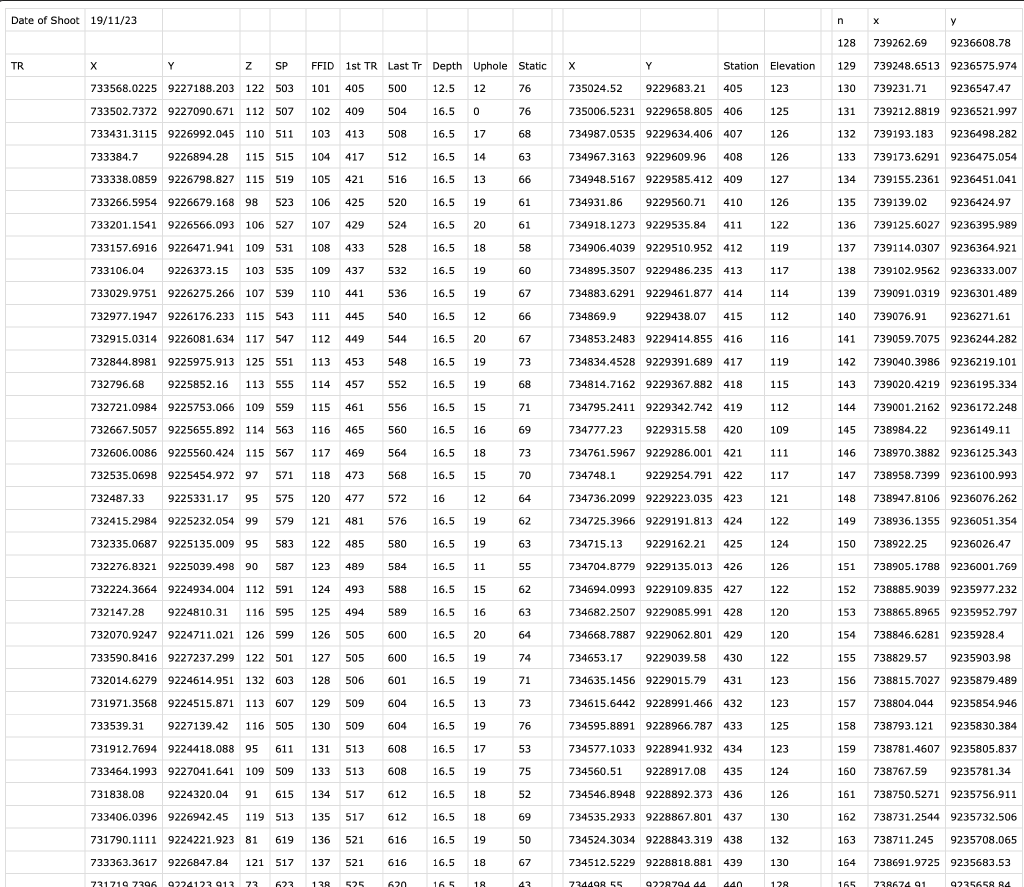 Date of Shoot 19/11/23 n x y
128 739262.69 9236608.78
TR X Y Z SP FFID 1st TR Last Tr Depth Uphole Static X Y Station Elevation 129 739248.6513 9236575.974
733568.0225 9227188.203 122 503 101 405 500 12.5 12 76 735024.52 9229683.21 405 123 130 739231.71 9236547.47
733502.7372 9227090.671 112 507 102 409 504 16.5 0 76 735006.5231 9229658.805 406 125 131 739212.8819 9236521.997
733431.3115 9226992.045 110 511 103 413 508 16.5 17 68 734987.0535 9229634.406 407 126 132 739193.183 9236498.282
733384.7 9226894.28 115 515 104 417 512 16.5 14 63 734967.3163 9229609.96 408 126 133 739173.6291 9236475.054
733338.0859 9226798.827 115 519 105 421 516 16.5 13 66 734948.5167 9229585.412 409 127 134 739155.2361 9236451.041
733266.5954 9226679.168 98 523 106 425 520 16.5 19 61 734931.86 9229560.71 410 126 135 739139.02 9236424.97
733201.1541 9226566.093 106 527 107 429 524 16.5 20 61 734918.1273 9229535.84 411 122 136 739125.6027 9236395.989
733157.6916 9226471.941 109 531 108 433 528 16.5 18 58 734906.4039 9229510.952 412 119 137 739114.0307 9236364.921
733106.04 9226373.15 103 535 109 437 532 16.5 19 60 734895.3507 9229486.235 413 117 138 739102.9562 9236333.007
733029.9751 9226275.266 107 539 110 441 536 16.5 19 67 734883.6291 9229461.877 414 114 139 739091.0319 9236301.489
732977.1947 9226176.233 115 543 111 445 540 16.5 12 66 734869.9 9229438.07 415 112 140 739076.91 9236271.61
732915.0314 9226081.634 117 547 112 449 544 16.5 20 67 734853.2483 9229414.855 416 116 141 739059.7075 9236244.282
732844.8981 9225975.913 125 551 113 453 548 16.5 19 73 734834.4528 9229391.689 417 119 142 739040.3986 9236219.101
732796.68 9225852.16 113 555 114 457 552 16.5 19 68 734814.7162 9229367.882 418 115 143 739020.4219 9236195.334
732721.0984 9225753.066 109 559 115 461 556 16.5 15 71 734795.2411 9229342.742 419 112 144 739001.2162 9236172.248
732667.5057 9225655.892 114 563 116 465 560 16.5 16 69 734777.23 9229315.58 420 109 145 738984.22 9236149.11
732606.0086 9225560.424 115 567 117 469 564 16.5 18 73 734761.5967 9229286.001 421 111 146 738970.3882 9236125.343
732535.0698 9225454.972 97 571 118 473 568 16.5 15 70 734748.1 9229254.791 422 117 147 738958.7399 9236100.993
732487.33 9225331.17 95 575 120 477 572 16 12 64 734736.2099 9229223.035 423 121 148 738947.8106 9236076.262
732415.2984 9225232.054 99 579 121 481 576 16.5 19 62 734725.3966 9229191.813 424 122 149 738936.1355 9236051.354
732335.0687 9225135.009 95 583 122 485 580 16.5 19 63 734715.13 9229162.21 425 124 150 738922.25 9236026.47
732276.8321 9225039.498 90 587 123 489 584 16.5 11 55 734704.8779 9229135.013 426 126 151 738905.1788 9236001.769
732224.3664 9224934.004 112 591 124 493 588 16.5 15 62 734694.0993 9229109.835 427 122 152 738885.9039 9235977.232
732147.28 9224810.31 116 595 125 494 589 16.5 16 63 734682.2507 9229085.991 428 120 153 738865.8965 9235952.797
732070.9247 9224711.021 126 599 126 505 600 16.5 20 64 734668.7887 9229062.801 429 120 154 738846.6281 9235928.4
733590.8416 9227237.299 122 501 127 505 600 16.5 19 74 734653.17 9229039.58 430 122 155 738829.57 9235903.98
732014.6279 9224614.951 132 603 128 506 601 16.5 19 71 734635.1456 9229015.79 431 123 156 738815.7027 9235879.489
731971.3568 9224515.871 113 607 129 509 604 16.5 13 73 734615.6442 9228991.466 432 123 157 738804.044 9235854.946
733539.31 9227139.42 116 505 130 509 604 16.5 19 76 734595.8891 9228966.787 433 125 158 738793.121 9235830.384
731912.7694 9224418.088 95 611 131 513 608 16.5 17 53 734577.1033 9228941.932 434 123 159 738781.4607 9235805.837
733464.1993 9227041.641 109 509 133 513 608 16.5 19 75 734560.51 9228917.08 435 124 160 738767.59 9235781.34
731838.08 9224320.04 91 615 134 517 612 16.5 18 52 734546.8948 9228892.373 436 126 161 738750.5271 9235756.911
733406.0396 9226942.45 119 513 135 517 612 16.5 18 69 734535.2933 9228867.801 437 130 162 738731.2544 9235732.506
731790.1111 9224221.923 81 619 136 521 616 16.5 19 50 734524.3034 9228843.319 438 132 163 738711.245 9235708.065
733363.3617 9226847.84 121 517 137 521 616 16.5 18 67 734512.5229 9228818.881 439 130 164 738691.9725 9235683.53
731719.7396 9224123.913 73 623 138 525 620 16.5 18 43 734498.55 9228794.44 440 128 165 738674.91 9235658.84